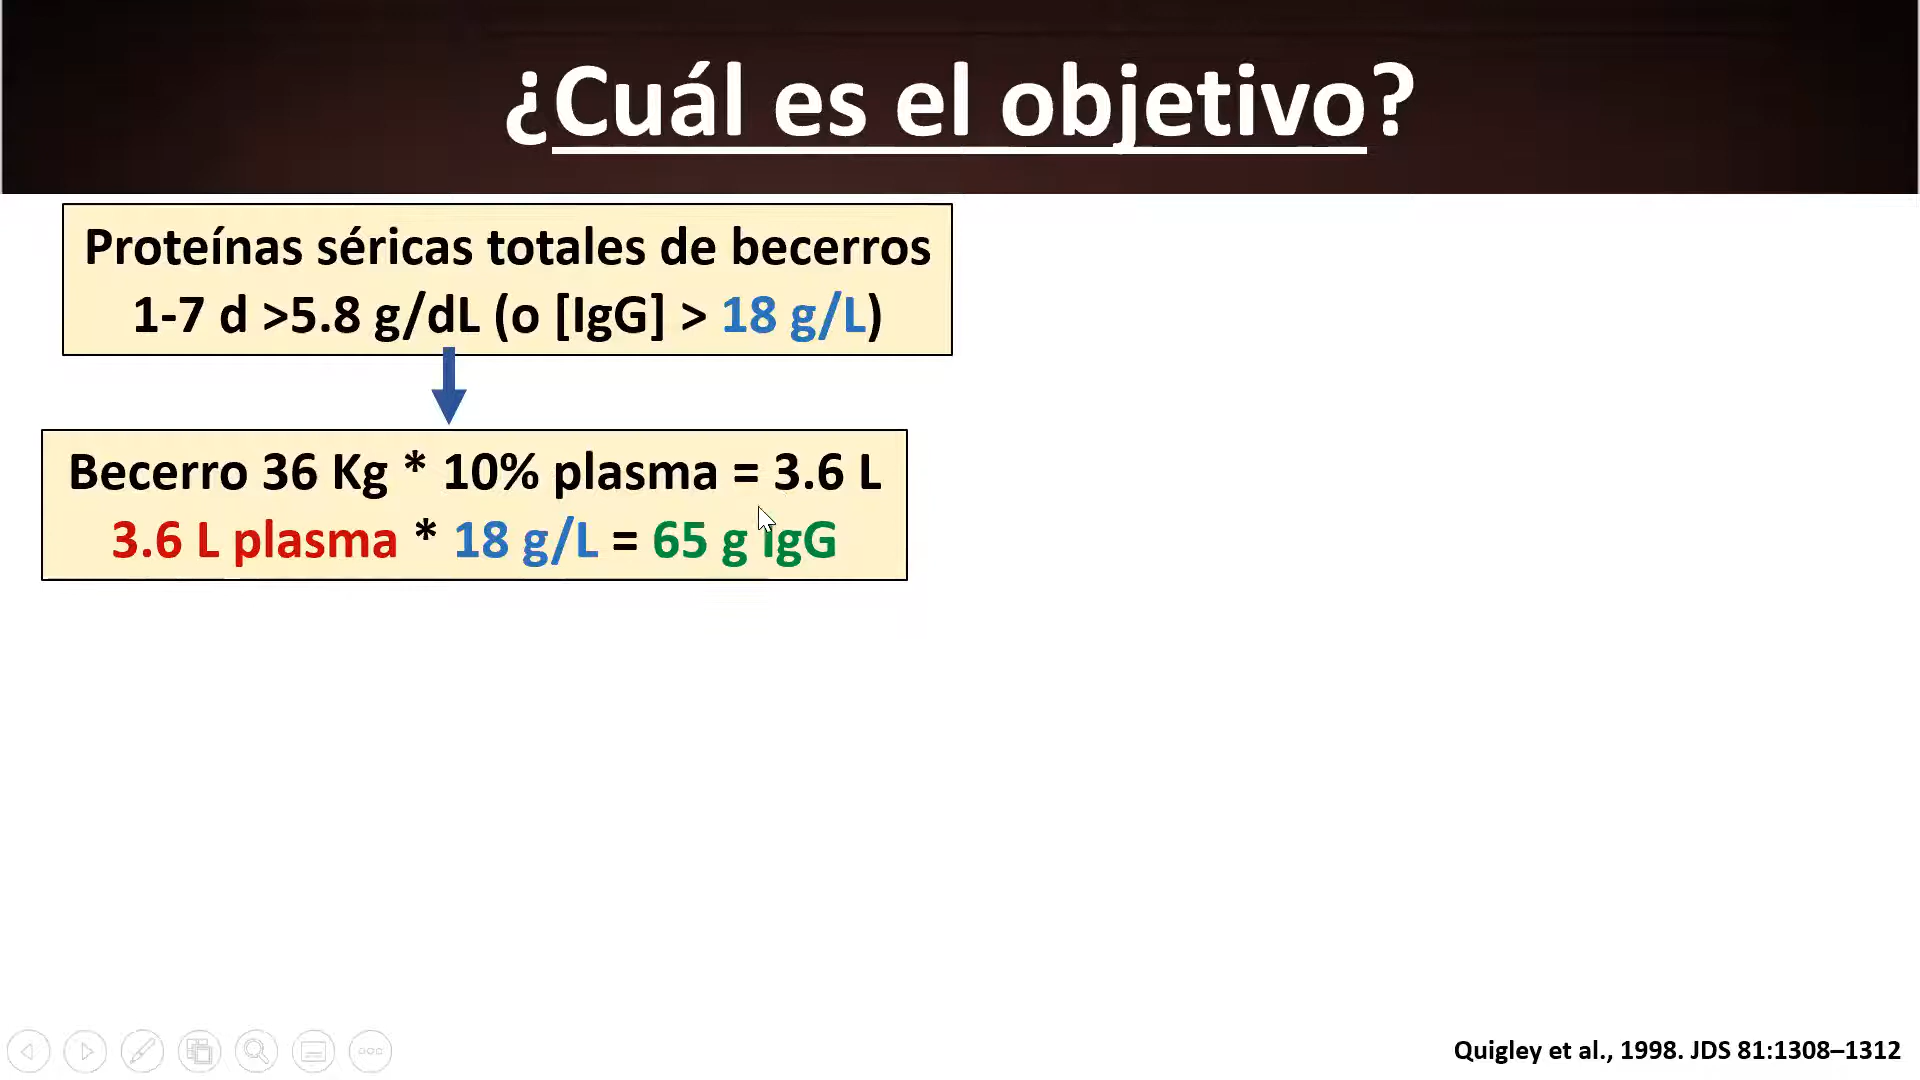 ¿Cuál es el objetivo?
Proteínas séricas totales de becerros
1-7 d >5.8 g/dL (o [IgG] > 18 g/L)
Becerro 36 Kg * 10% plasma = 3.6 L
3.6 L plasma * 18 g/L = 65 g IgG
Quigley et al., 1998. JDS 81:1308–1312